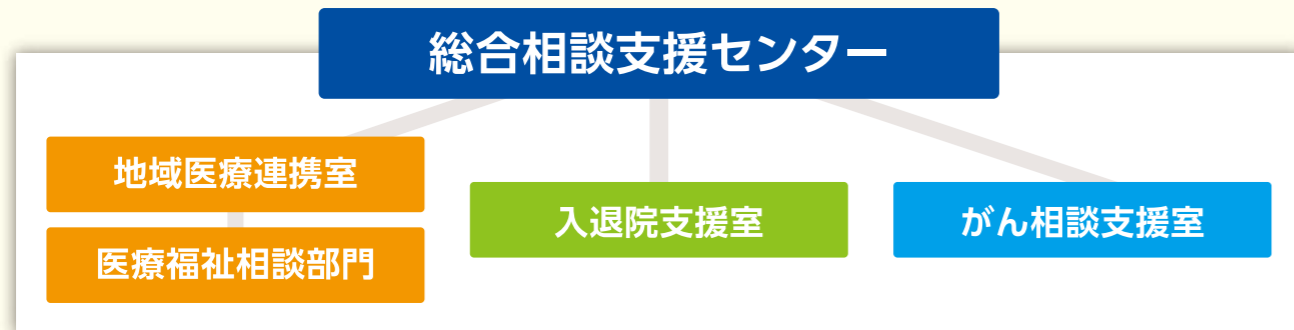 総合相談支援センター
地域医療連携室
医療福祉相談部門
入退院支援室
がん相談支援室